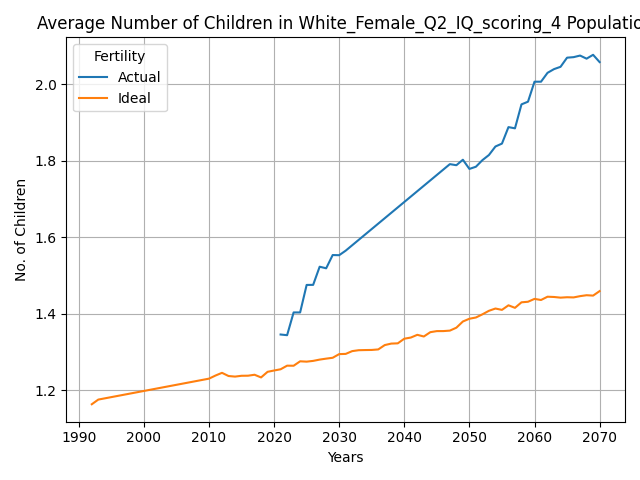 Average Number of Children in White_Female_Q2_IQ_scoring_4 Populatio
Fertility
Actual
Ideal
No. of Children
2.0
1.8
1.6
1.4
1.2
1990 2000 2010 2020 2030 2040 2050 2060 2070
Years